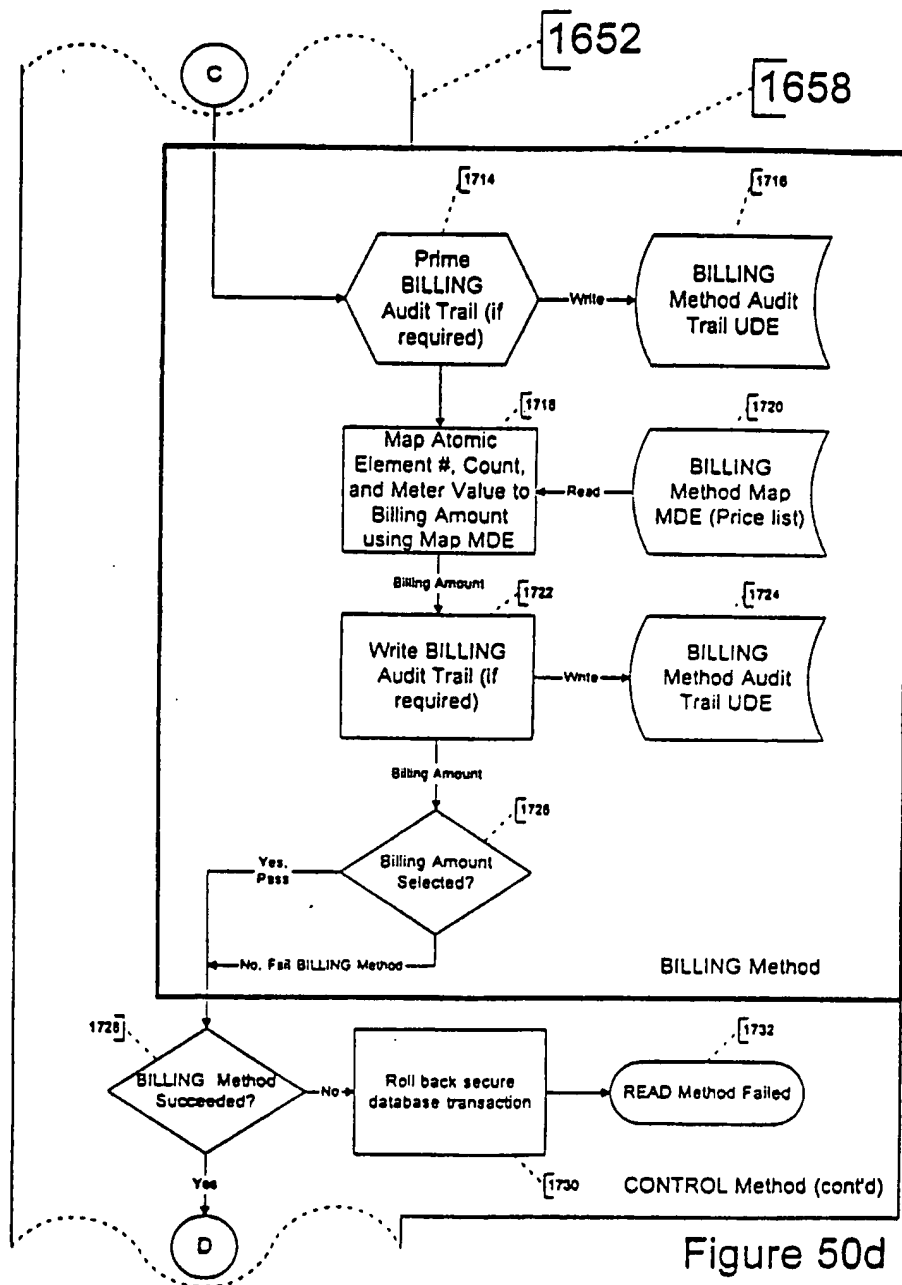 1652
C
1658
1714
1716
Prime
BILLING
Audit Trail (if
required)
Write
BILLING
Method Audit
Trail UDE
1718
1720
Map Atomic
Element #, Count,
and Meter Value to
Billing Amount
using Map MDE
Read
BILLING
Method Map
MDE (Price list)
Billing Amount
1722
1724
Write BILLING
Audit Trail (if
required)
Write
BILLING
Method Audit
Trail UDE
Billing Amount
1726
Yes,
Pass
Billing Amount
Selected?
No, Fail BILLING Method
BILLING Method
1728
1732
BILLING Method
Succeeded?
No
Roll back secure
database transaction
READ Method Failed
Yes
1730
CONTROL Method (cont'd)
D
Figure 50d